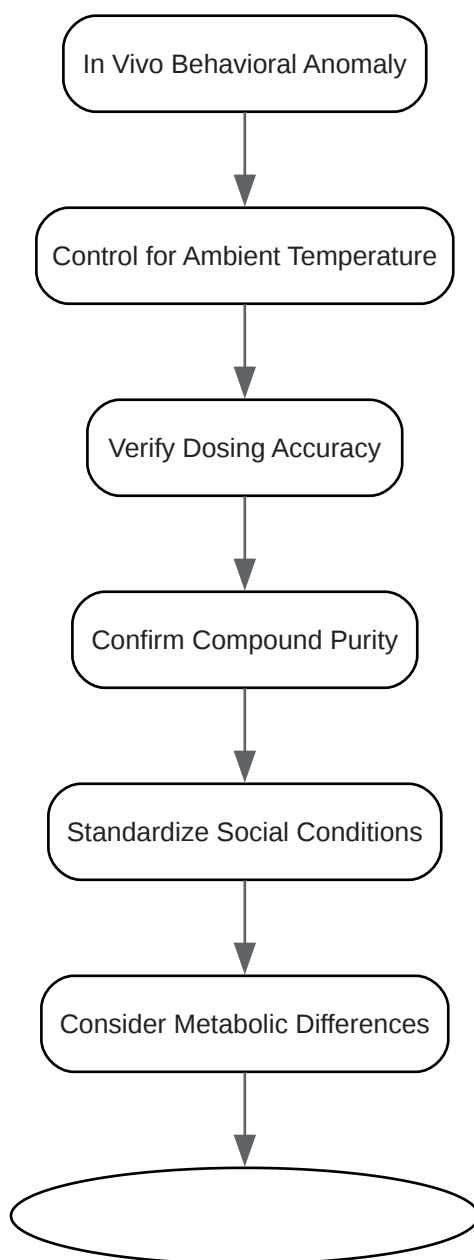 In Vivo Behavioral Anomaly
Control for Ambient Temperature
Verify Dosing Accuracy
Confirm Compound Purity
Standardize Social Conditions
Consider Metabolic Differences